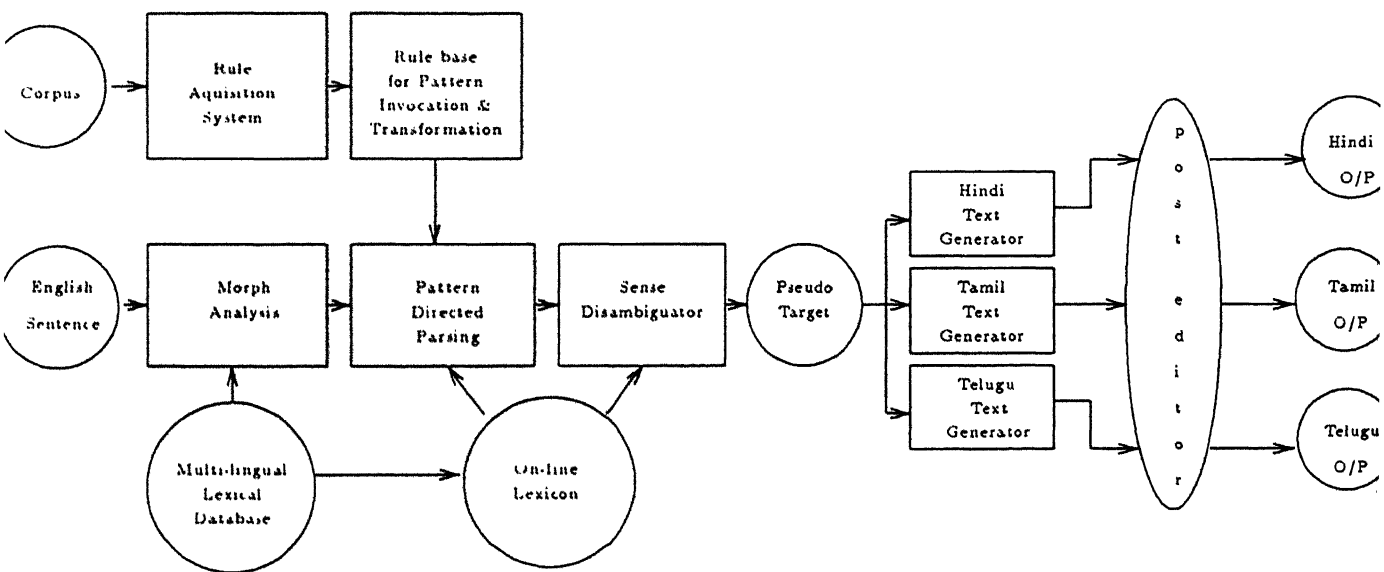 Corpus
Rule
Aquisition
System
Rule base
for Pattern
Invocation &
Transformation
English
Sentence
Morph
Analysis
Pattern
Directed
Parsing
Sense
Disambiguator
Pseudo
Target
Hindi
Text
Generator
Tamil
Text
Generator
Telugu
Text
Generator
post editor
Hindi
O/P
Tamil
O/P
Telugu
O/P
Multi-lingual
Lexical
Database
On-line
Lexicon